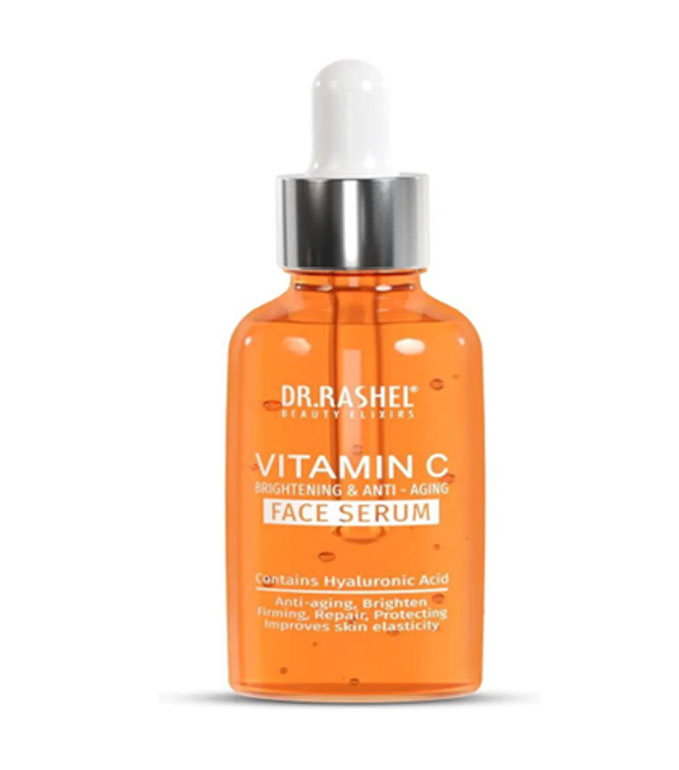 DR.RASHEL®
BEAUTY ELIXIRS
VITAMIN C
BRIGHTENING & ANTI - AGING
FACE SERUM
Contains Hyaluronic Acid
Anti-aging, Brighten
Firming, Repair, Protecting
Improves skin elasticity